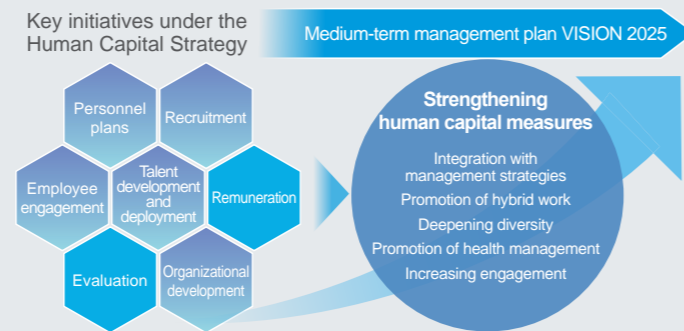 Key initiatives under the
Human Capital Strategy
Medium-term management plan VISION 2025
Personnel
plans
Recruitment
Employee
engagement
Talent
development
and
deployment
Remuneration
Evaluation
Organizational
development
Strengthening
human capital measures
Integration with
management strategies
Promotion of hybrid work
Deepening diversity
Promotion of health management
Increasing engagement